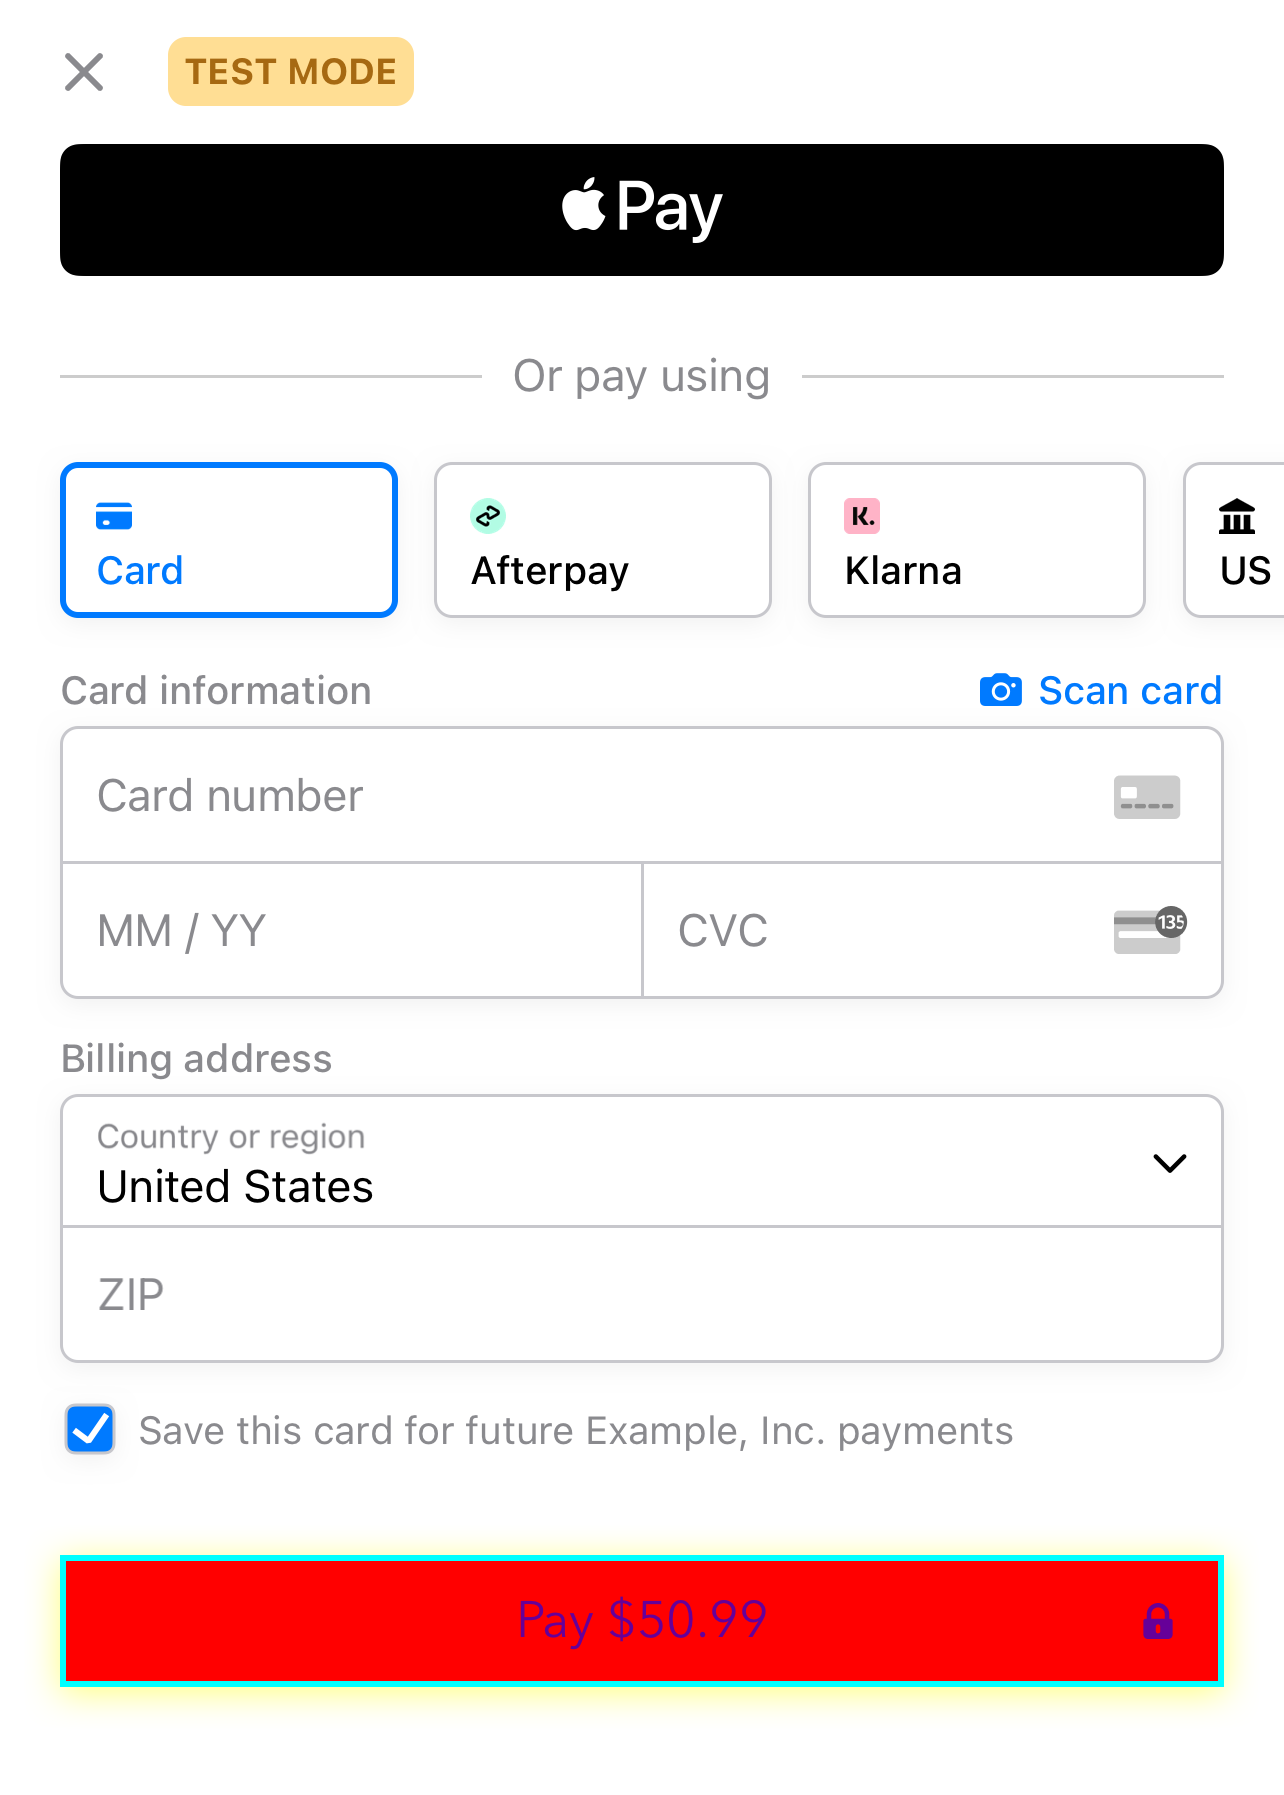 TEST MODE
Pay
Or pay using
Card
Afterpay
K.
Klarna
US
Card information
Scan card
Card number
MM / YY
CVC
135
Billing address
Country or region
United States
ZIP
Save this card for future Example, Inc. payments
Pay $50.99